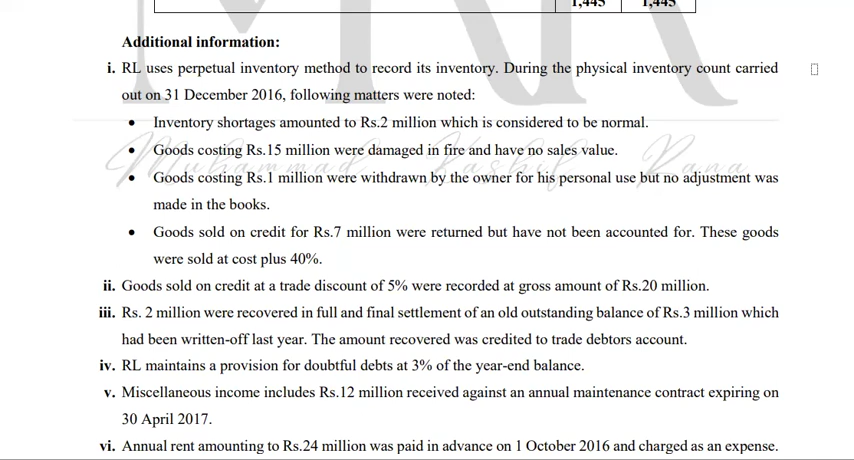 1,445 1,445
Additional information:
i. RL uses perpetual inventory method to record its inventory. During the physical inventory count carried
out on 31 December 2016, following matters were noted:
• Inventory shortages amounted to Rs.2 million which is considered to be normal.
• Goods costing Rs.15 million were damaged in fire and have no sales value.
• Goods costing Rs.1 million were withdrawn by the owner for his personal use but no adjustment was
made in the books.
• Goods sold on credit for Rs.7 million were returned but have not been accounted for. These goods
were sold at cost plus 40%.
ii. Goods sold on credit at a trade discount of 5% were recorded at gross amount of Rs.20 million.
iii. Rs. 2 million were recovered in full and final settlement of an old outstanding balance of Rs.3 million which
had been written-off last year. The amount recovered was credited to trade debtors account.
iv. RL maintains a provision for doubtful debts at 3% of the year-end balance.
v. Miscellaneous income includes Rs.12 million received against an annual maintenance contract expiring on
30 April 2017.
vi. Annual rent amounting to Rs.24 million was paid in advance on 1 October 2016 and charged as an expense.
Muhammad Kashif Rana